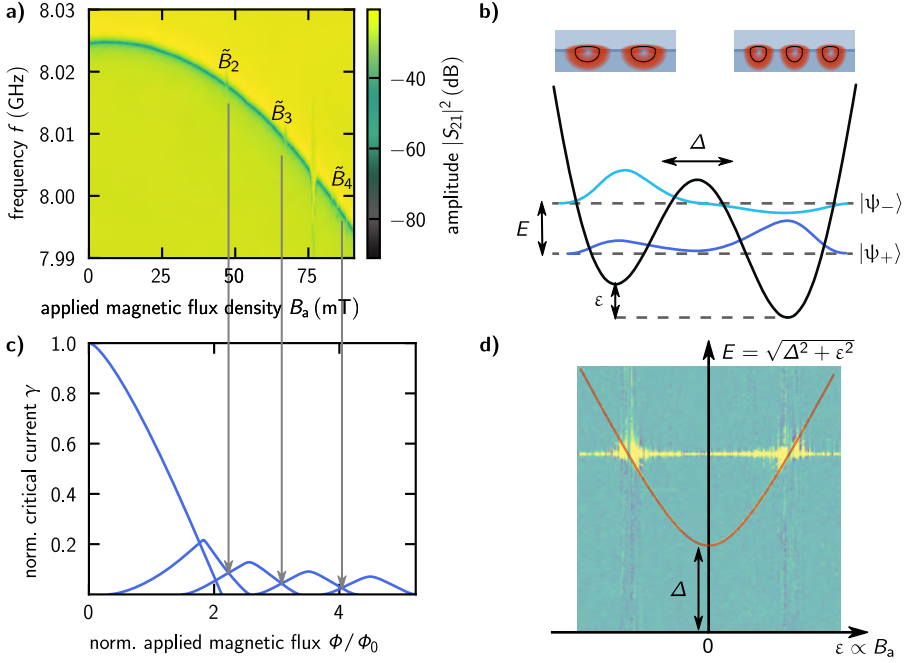 a)
8.03
8.02
8.01
8.00
7.99
frequency f (GHz)
B̃₂
B̃₃
B̃₄
0
25
50
75
applied magnetic flux density Bₐ (mT)
−40
−60
−80
amplitude |S₂₁|² (dB)
b)
Δ
|ψ₋⟩
E
|ψ₊⟩
ε
c)
1.0
0.8
0.6
0.4
0.2
norm. critical current γ
0
2
4
norm. applied magnetic flux Φ/Φ₀
d)
E = √(Δ² + ε²)
Δ
0
ε ∝ Bₐ